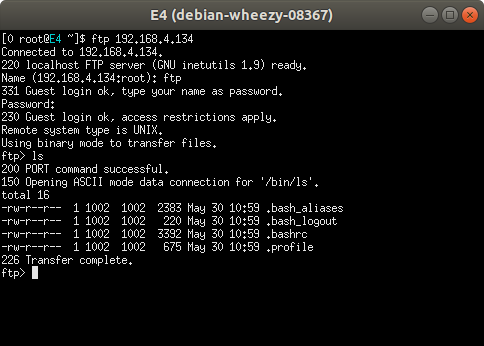 E4 (debian-wheezy-08367)
[0 root@E4 ~]$ ftp 192.168.4.134
Connected to 192.168.4.134.
220 localhost FTP server (GNU inetutils 1.9) ready.
Name (192.168.4.134:root): ftp
331 Guest login ok, type your name as password.
Password:
230 Guest login ok, access restrictions apply.
Remote system type is UNIX.
Using binary mode to transfer files.
ftp> ls
200 PORT command successful.
150 Opening ASCII mode data connection for '/bin/ls'.
total 16
-rw-r--r--  1 1002  1002  2383 May 30 10:59 .bash_aliases
-rw-r--r--  1 1002  1002   220 May 30 10:59 .bash_logout
-rw-r--r--  1 1002  1002  3392 May 30 10:59 .bashrc
-rw-r--r--  1 1002  1002   675 May 30 10:59 .profile
226 Transfer complete.
ftp>